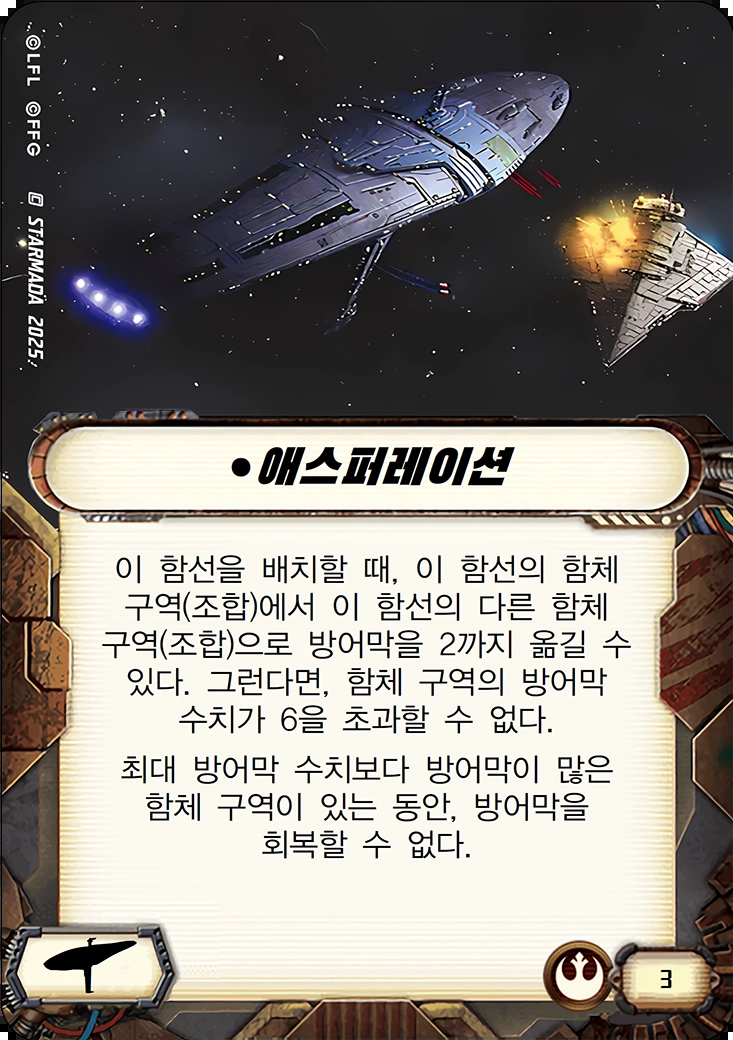 ©LFL ©FFG
STARMADA 2025
•애스퍼레이션
이 함선을 배치할 때, 이 함선의 함체
구역(조합)에서 이 함선의 다른 함체
구역(조합)으로 방어막을 2까지 옮길 수
있다. 그런다면, 함체 구역의 방어막
수치가 6을 초과할 수 없다.
최대 방어막 수치보다 방어막이 많은
함체 구역이 있는 동안, 방어막을
회복할 수 없다.
3